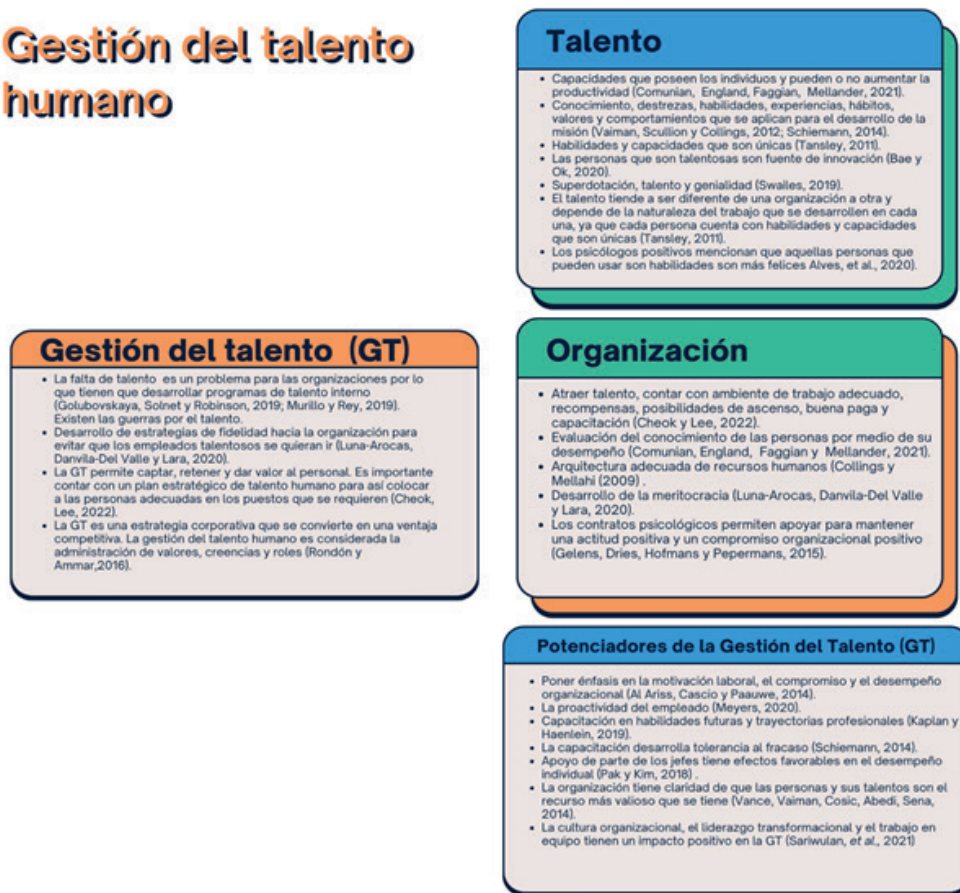 Gestión del talento
humano
Talento
• Capacidades que poseen los individuos y pueden o no aumentar la
productividad (Comunian, England, Faggian, Mellander, 2021).
• Conocimiento, destrezas, habilidades, experiencias, hábitos,
valores y comportamientos que se aplican para el desarrollo de la
misión (Vaiman, Scullion y Collings, 2012; Schiemann, 2014).
• Habilidades y capacidades que son únicas (Tansley, 2011).
• Las personas que son talentosas son fuente de innovación (Bae y
Ok, 2020).
• Superdotación, talento y genialidad (Swailes, 2019).
• El talento tiende a ser diferente de una organización a otra y
depende de la naturaleza del trabajo que se desarrollen en cada
una, ya que cada persona cuenta con habilidades y capacidades
que son únicas (Tansley, 2011).
• Los psicólogos positivos mencionan que aquellas personas que
pueden usar son habilidades son más felices Alves, et al., 2020).
Gestión del talento (GT)
• La falta de talento es un problema para las organizaciones por lo
que tienen que desarrollar programas de talento interno
(Golubovskaya, Solnet y Robinson, 2019; Murillo y Rey, 2019).
Existen las guerras por el talento.
• Desarrollo de estrategias de fidelidad hacia la organización para
evitar que los empleados talentosos se quieran ir (Luna-Arocas,
Danvila-Del Valle y Lara, 2020).
• La GT permite captar, retener y dar valor al personal. Es importante
contar con un plan estratégico de talento humano para así colocar
a las personas adecuadas en los puestos que se requieren (Cheok,
Lee, 2022).
• La GT es una estrategia corporativa que se convierte en una ventaja
competitiva. La gestión del talento humano es considerada la
administración de valores, creencias y roles (Rondón y
Ammar,2016).
Organización
• Atraer talento, contar con ambiente de trabajo adecuado,
recompensas, posibilidades de ascenso, buena paga y
capacitación (Cheok y Lee, 2022).
• Evaluación del conocimiento de las personas por medio de su
desempeño (Comunian, England, Faggian y Mellander, 2021).
• Arquitectura adecuada de recursos humanos (Collings y
Mellahi (2009) .
• Desarrollo de la meritocracia (Luna-Arocas, Danvila-Del Valle
y Lara, 2020).
• Los contratos psicológicos permiten apoyar para mantener
una actitud positiva y un compromiso organizacional positivo
(Gelens, Dries, Hofmans y Pepermans, 2015).
Potenciadores de la Gestión del Talento (GT)
• Poner énfasis en la motivación laboral, el compromiso y el desempeño
organizacional (Al Ariss, Cascio y Paauwe, 2014).
• La proactividad del empleado (Meyers, 2020).
• Capacitación en habilidades futuras y trayectorias profesionales (Kaplan y
Haenlein, 2019).
• La capacitación desarrolla tolerancia al fracaso (Schiemann, 2014).
• Apoyo de parte de los jefes tiene efectos favorables en el desempeño
individual (Pak y Kim, 2018) .
• La organización tiene claridad de que las personas y sus talentos son el
recurso más valioso que se tiene (Vance, Vaiman, Cosic, Abedi, Sena,
2014).
• La cultura organizacional, el liderazgo transformacional y el trabajo en
equipo tienen un impacto positivo en la GT (Sariwulan, et al., 2021)